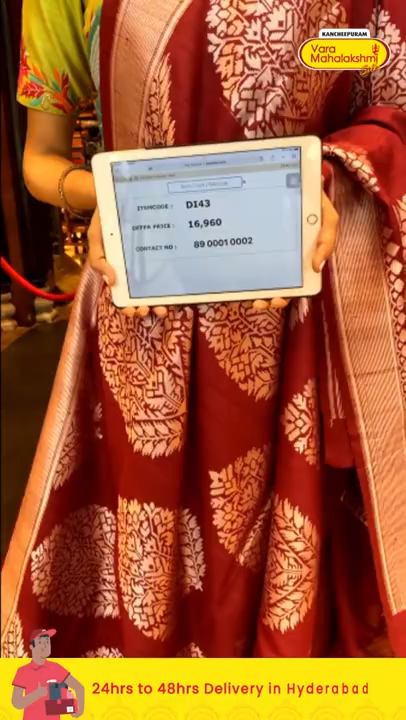 KANCHEEPURAM
Vara
Mahalakshmi
ITEMCODE : DI43
OFFER PRICE : 16,960
CONTACT NO : 89 0001 0002
24hrs to 48hrs Delivery in Hyderabad